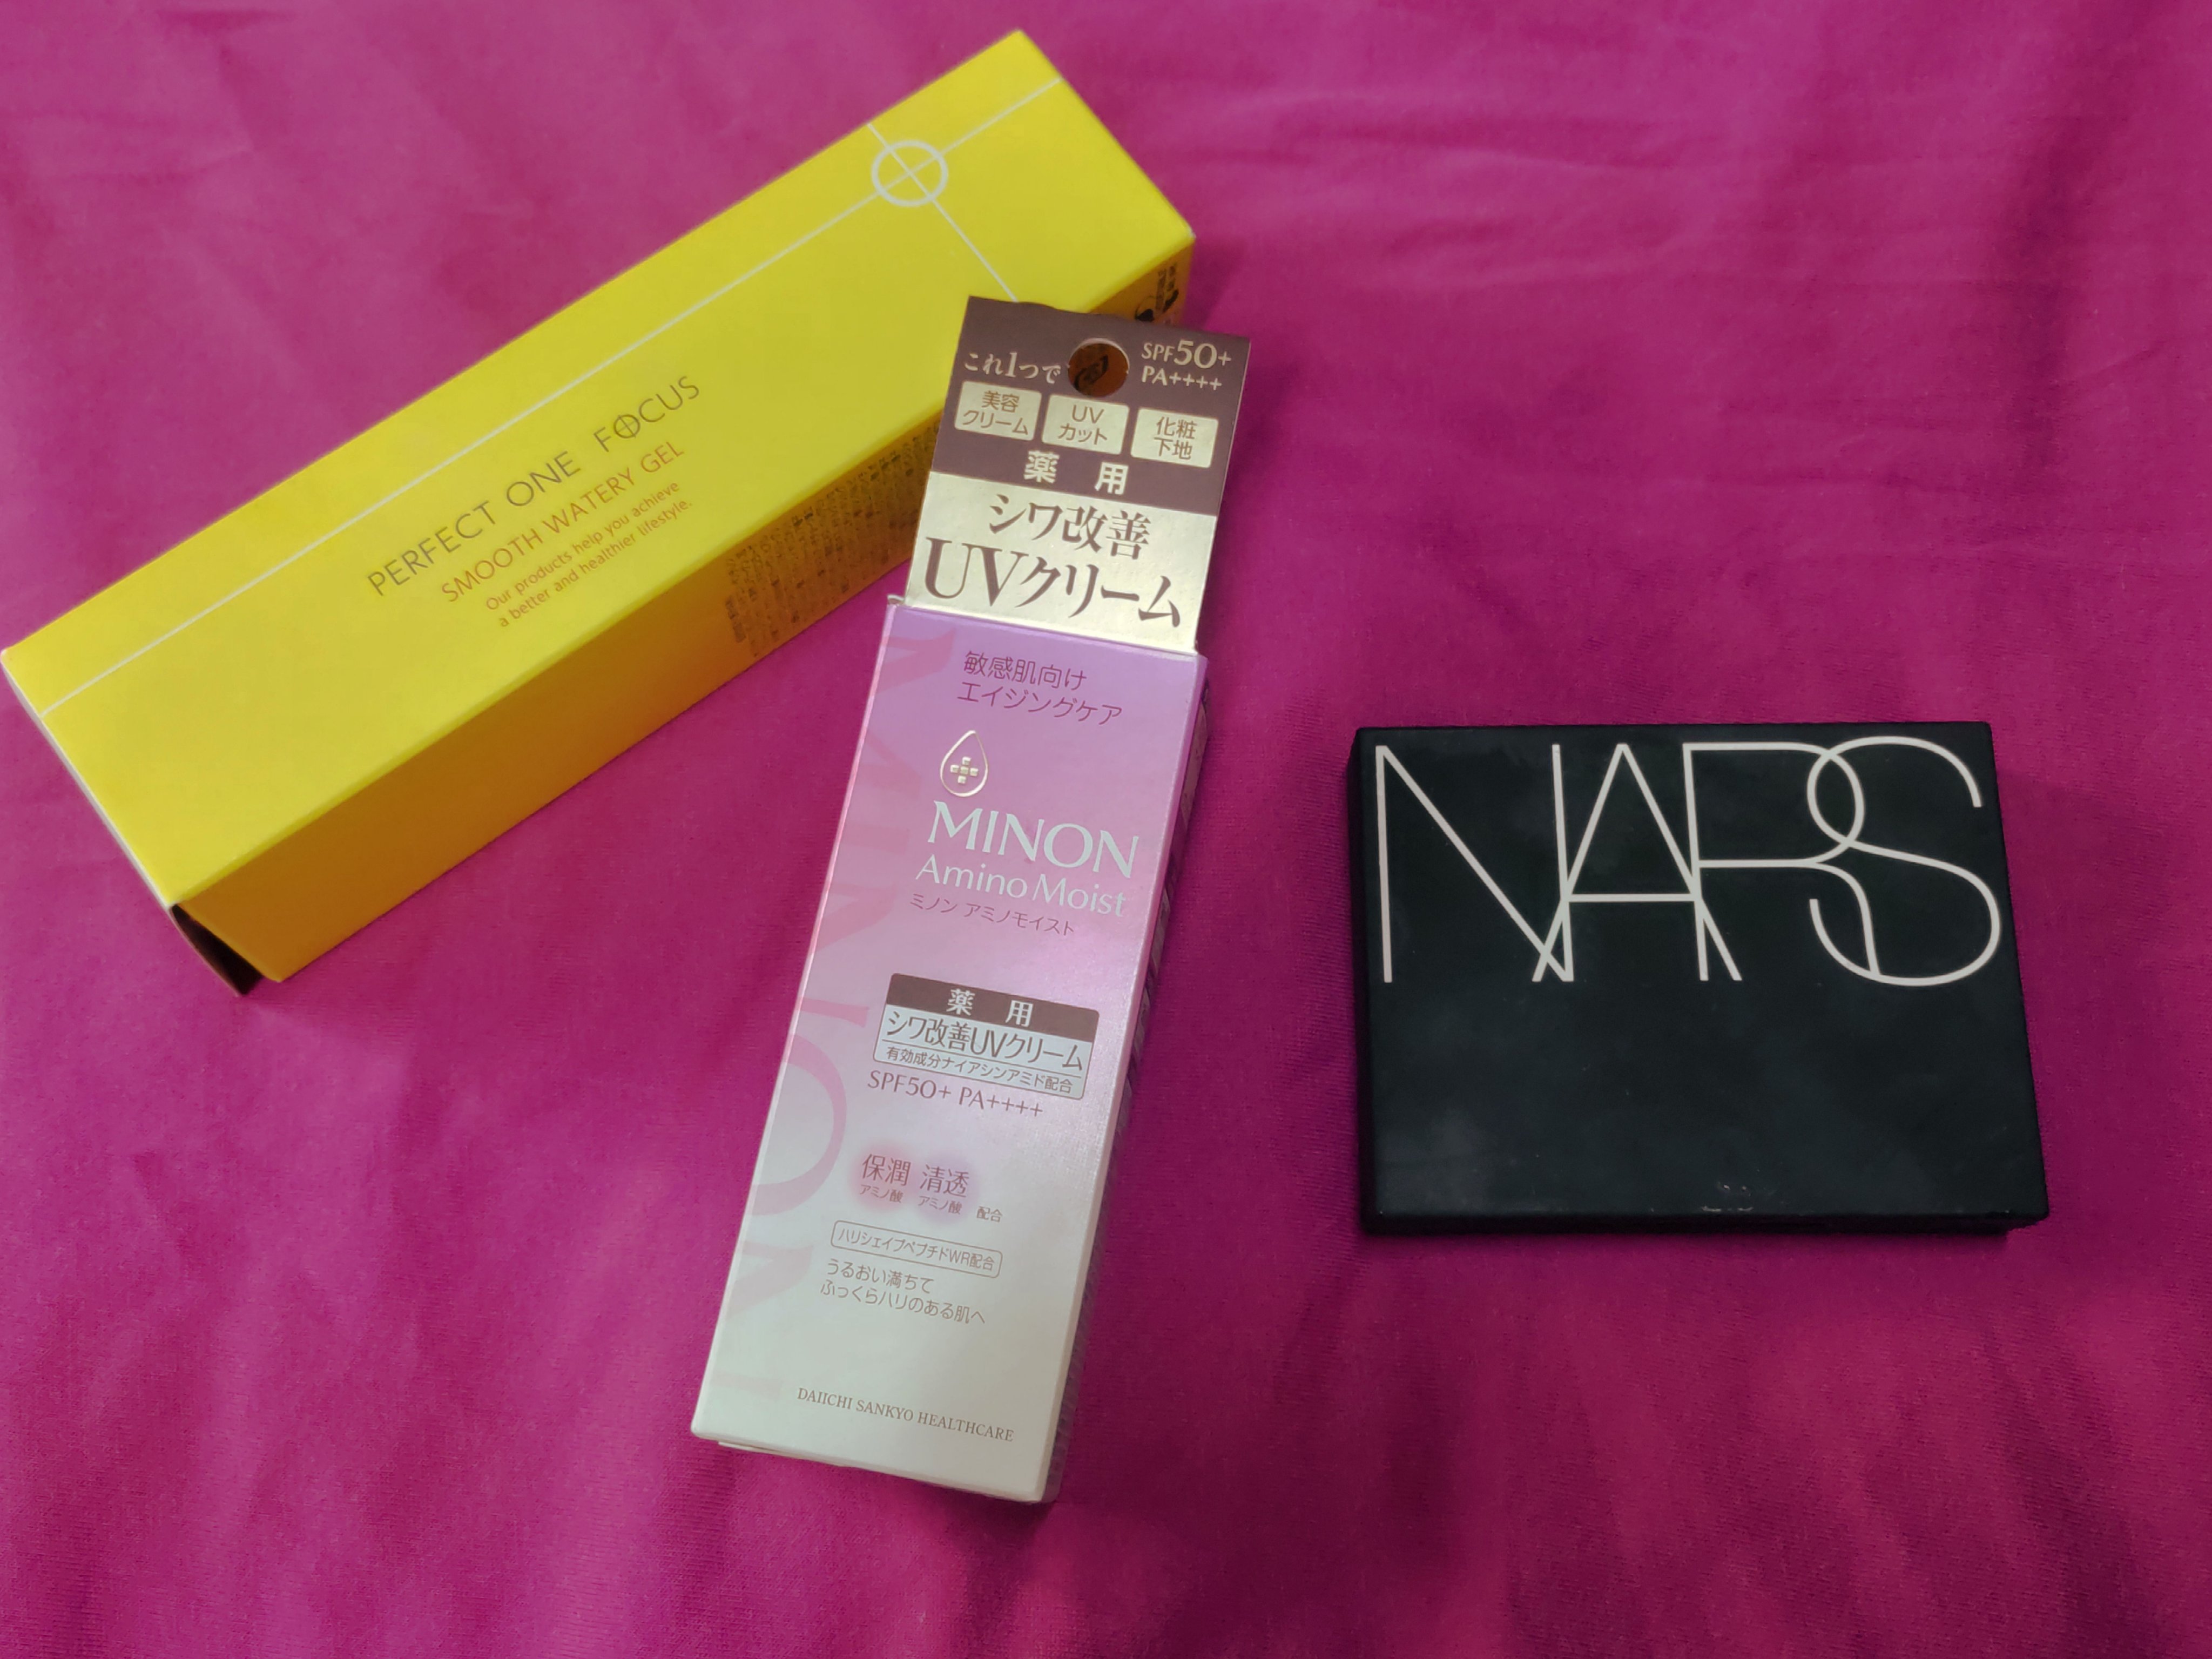 PERFECT ONE FOCUS
SMOOTH WATERY GEL
Our products help you achieve
a better and healthier lifestyle.
これ1つで
SPF50+
PA++++
美容
クリーム
UV
カット
化粧
下地
薬用
シワ改善
UVクリーム
敏感肌向け
エイジングケア
MINON
Amino Moist
ミノン アミノモイスト
薬用
シワ改善UVクリーム
有効成分ナイアシンアミド配合
SPF50+ PA++++
保潤 清透
アミノ酸 アミノ酸 配合
ハリシェイプペプチドWR配合
うるおい満ちて
ふっくらハリのある肌へ
DAIICHI SANKYO HEALTHCARE
MINON
NARS